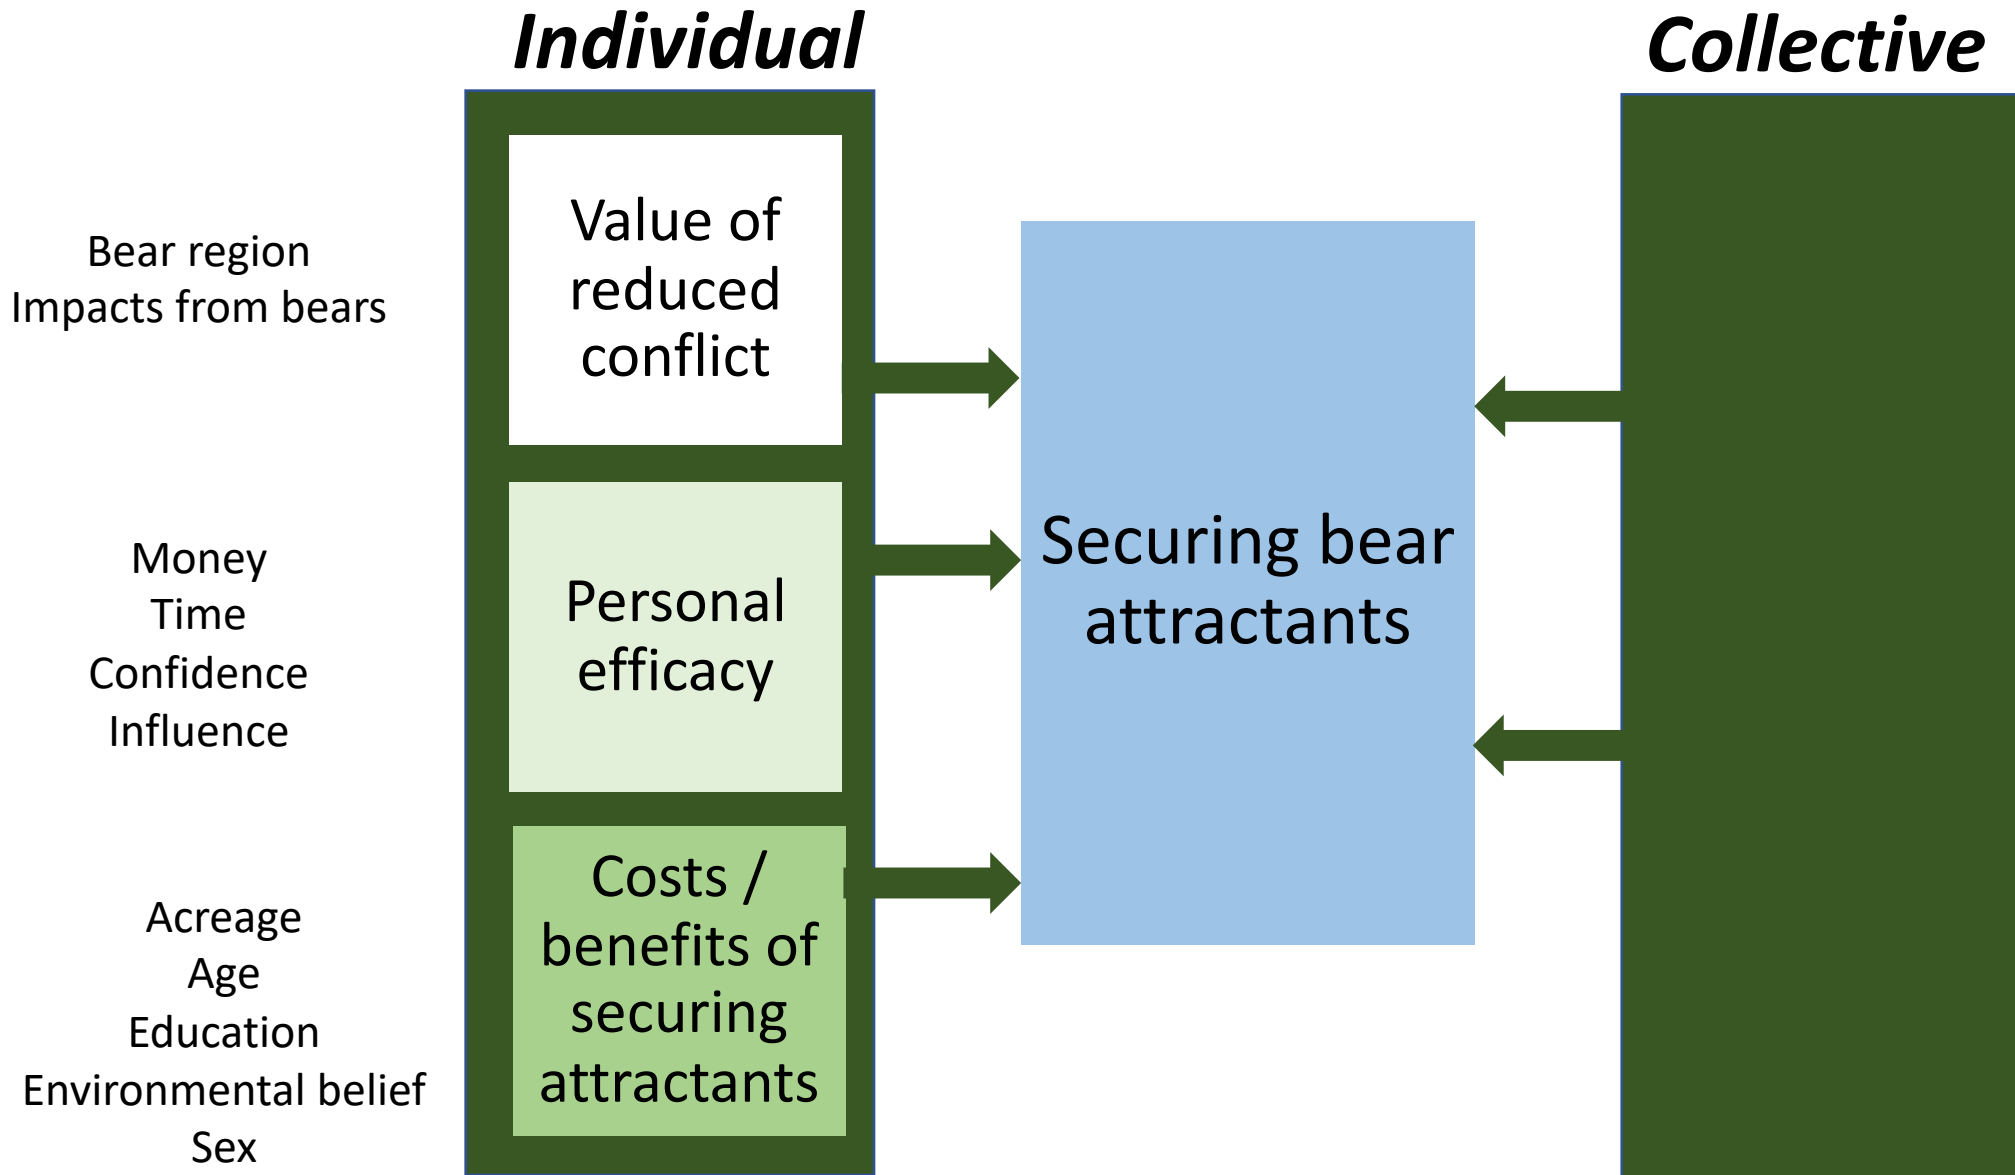 Individual
Collective
Bear region
Impacts from bears
Value of
reduced
conflict
Money
Time
Confidence
Influence
Personal
efficacy
Securing bear
attractants
Acreage
Age
Education
Environmental belief
Sex
Costs /
benefits of
securing
attractants